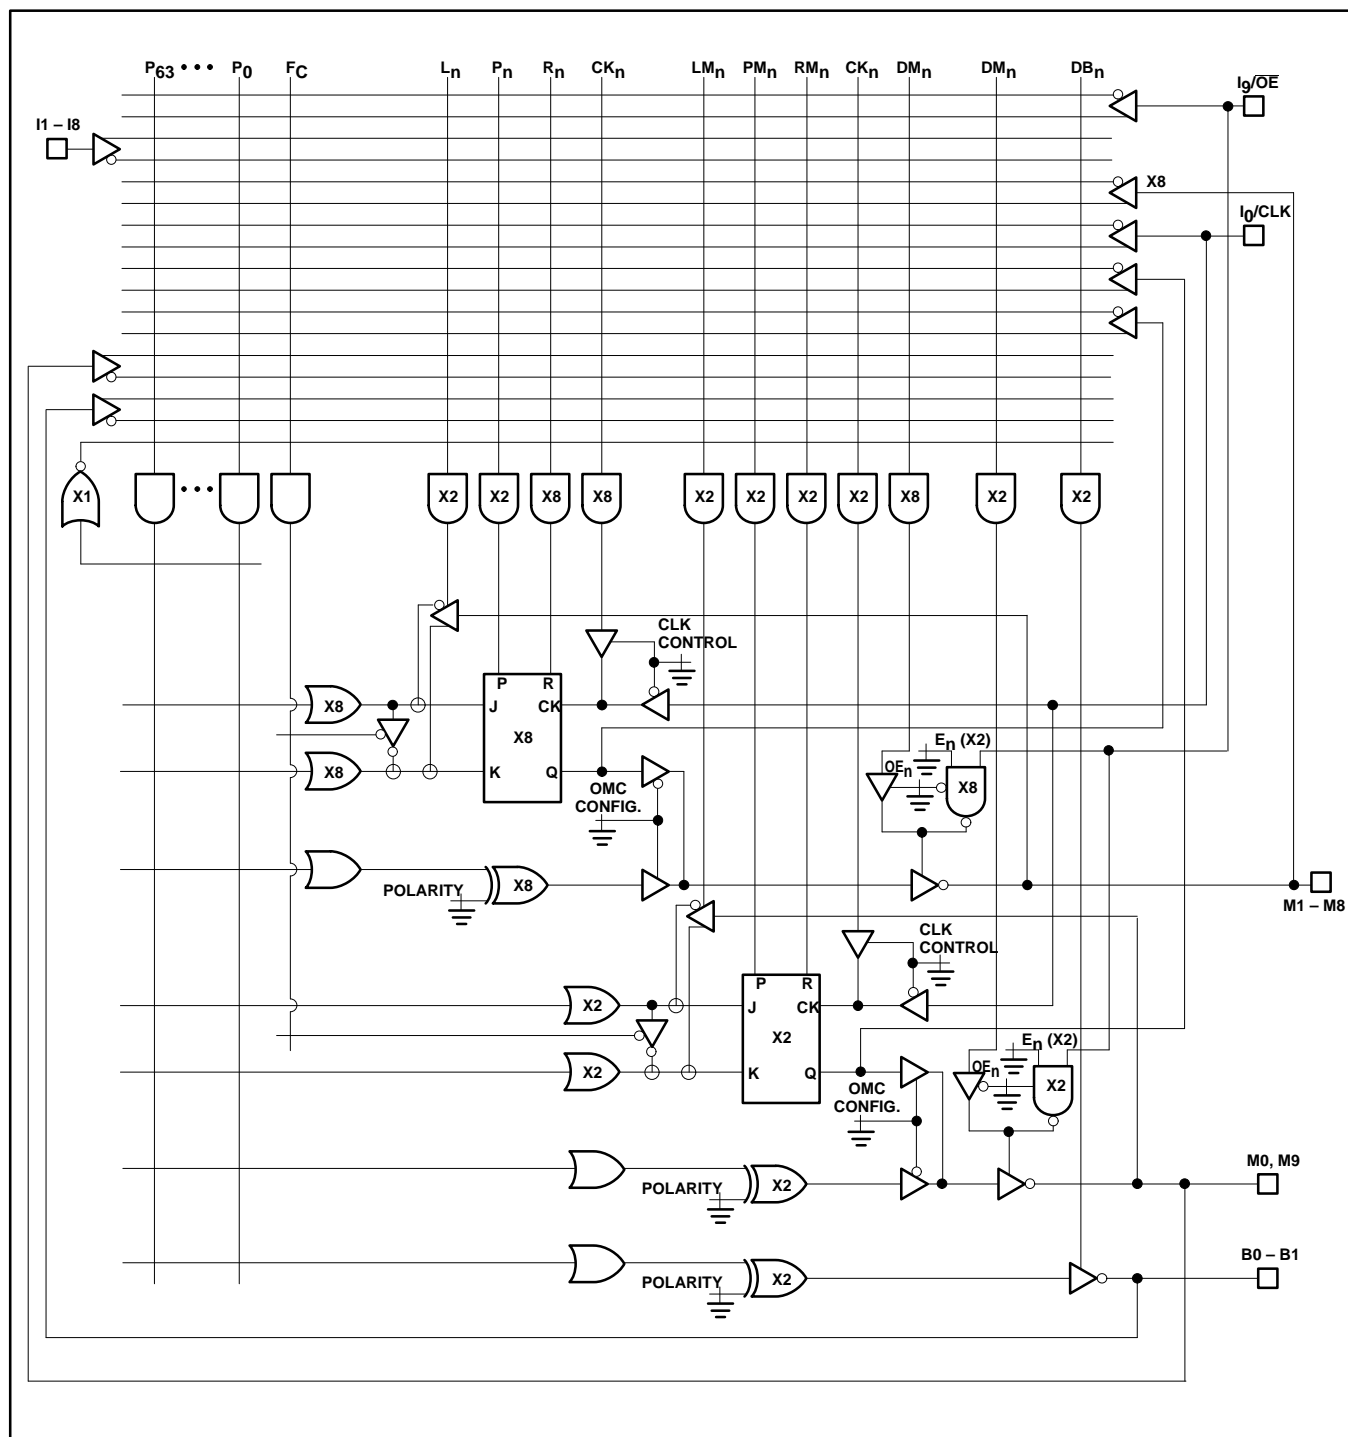 P63 • • • P0 FC Ln Pn Rn CKn LMn PMn RMn CKn DMn DMn DBn
I9/OE
I1 – I8
X8
I0/CLK
X1 • • • X2 X2 X8 X8 X2 X2 X2 X2 X8 X2 X2
CLK
CONTROL
P R
X8 J CK
X8
En (X2)
OEn
X8 K Q
X8
OMC
CONFIG.
POLARITY X8
M1 – M8
CLK
CONTROL
P R
X2 J CK
X2
En (X2)
OEn
X2 K Q
X2
OMC
CONFIG.
M0, M9
POLARITY X2
B0 – B1
POLARITY X2